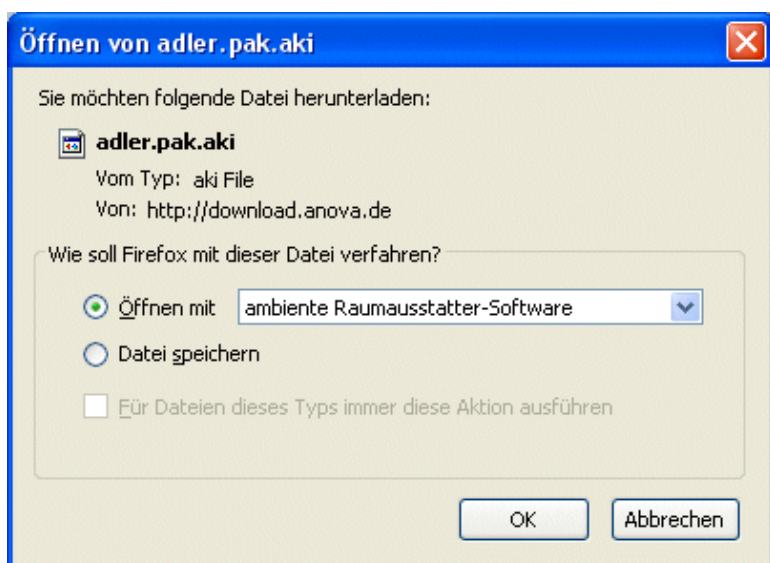 Öffnen von adler.pak.aki
Sie möchten folgende Datei herunterladen:
adler.pak.aki
Vom Typ: aki File
Von: http://download.anova.de
Wie soll Firefox mit dieser Datei verfahren?
Öffnen mit ambiente Raumausstatter-Software
Datei speichern
Für Dateien dieses Typs immer diese Aktion ausführen
OK Abbrechen